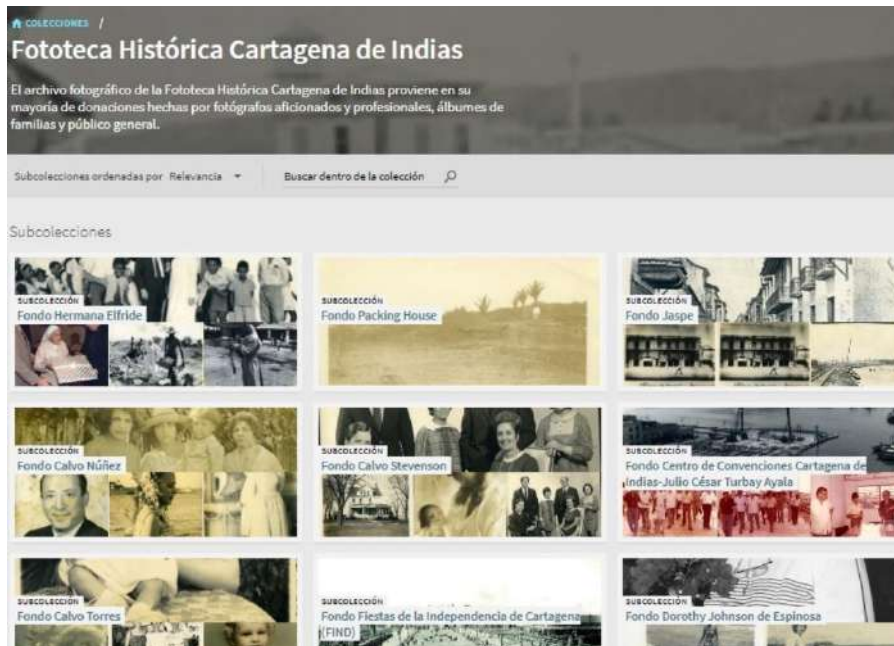 COLECCIONES /
Fototeca Histórica Cartagena de Indias
El archivo fotográfico de la Fototeca Histórica Cartagena de Indias proviene en su
mayoría de donaciones hechas por fotógrafos aficionados y profesionales, álbumes de
familias y público general.
Subcolecciones ordenadas por Relevancia
Buscar dentro de la colección
Subcolecciones
SUBCOLECCIÓN
Fondo Hermana Elfride
SUBCOLECCIÓN
Fondo Packing House
SUBCOLECCIÓN
Fondo Jaspe
SUBCOLECCIÓN
Fondo Calvo Núñez
SUBCOLECCIÓN
Fondo Calvo Stevenson
SUBCOLECCIÓN
Fondo Centro de Convenciones Cartagena de
Indias-Julio César Turbay Ayala
SUBCOLECCIÓN
Fondo Calvo Torres
SUBCOLECCIÓN
Fondo Fiestas de la Independencia de Cartagena
(FIND)
SUBCOLECCIÓN
Fondo Dorothy Johnson de Espinosa